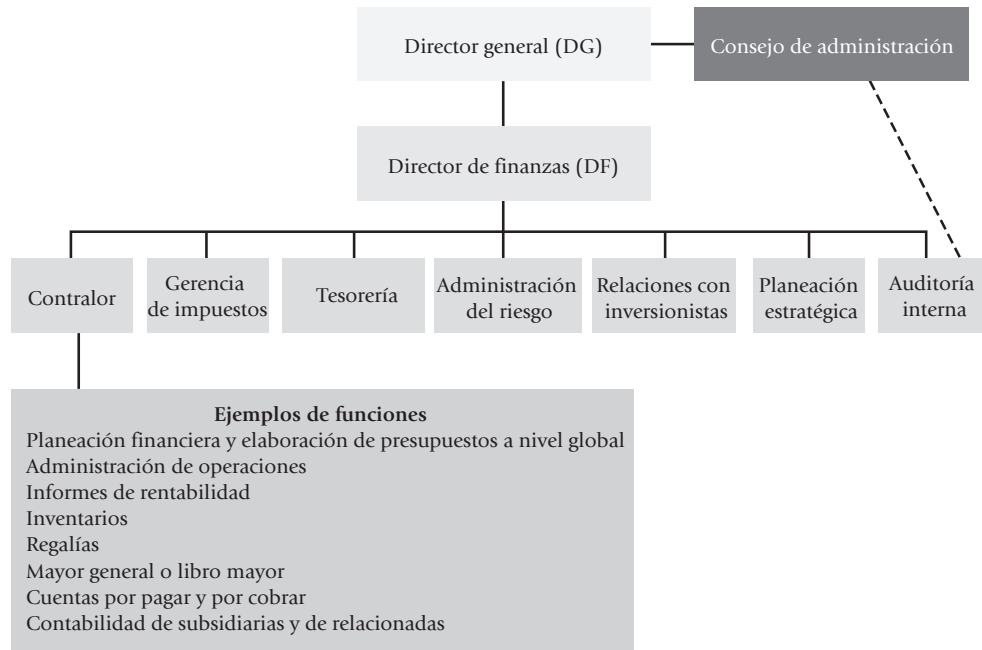 Director general (DG)
Consejo de administración
Director de finanzas (DF)
Contralor
Gerencia
de impuestos
Tesorería
Administración
del riesgo
Relaciones con
inversionistas
Planeación
estratégica
Auditoría
interna
Ejemplos de funciones
Planeación financiera y elaboración de presupuestos a nivel global
Administración de operaciones
Informes de rentabilidad
Inventarios
Regalías
Mayor general o libro mayor
Cuentas por pagar y por cobrar
Contabilidad de subsidiarias y de relacionadas